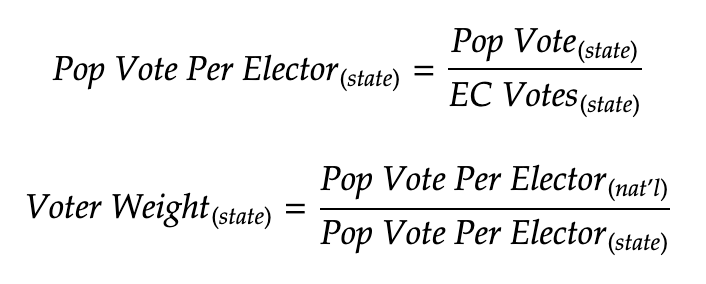 Pop Vote Per Elector(state) = Pop Vote(state) / EC Votes(state)
Voter Weight(state) = Pop Vote Per Elector(nat'l) / Pop Vote Per Elector(state)